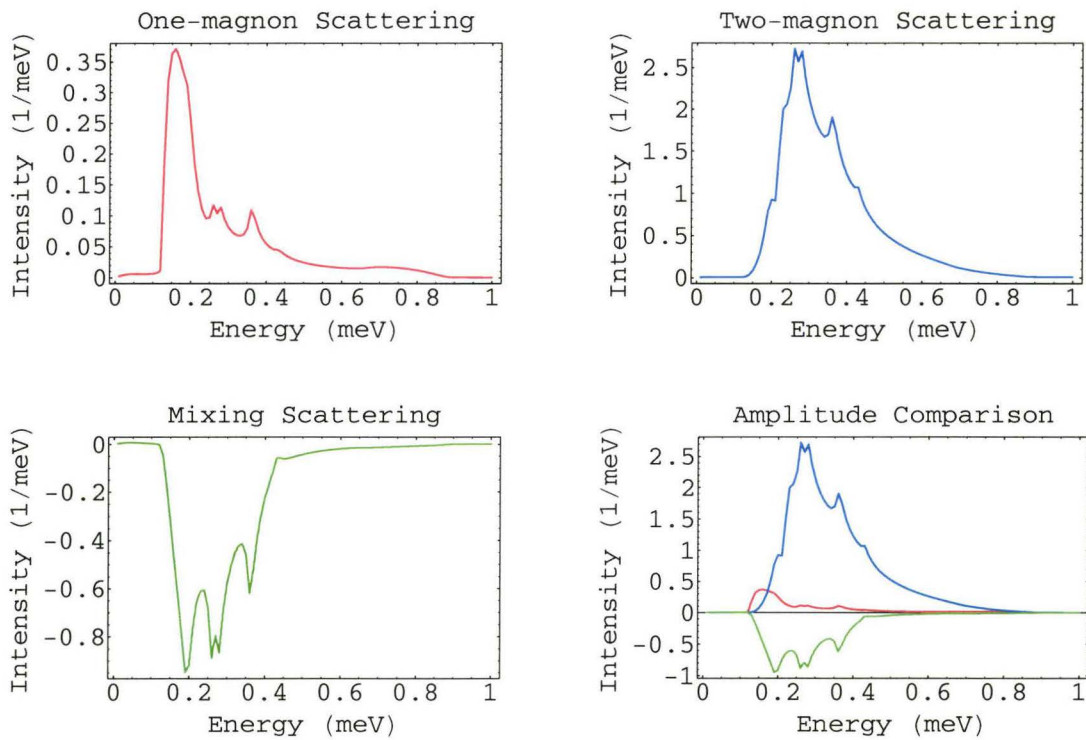 One-magnon Scattering
Intensity (1/meV)
0.35
0.3
0.25
0.2
0.15
0.1
0.05
0
0 0.2 0.4 0.6 0.8 1
Energy (meV)
Two-magnon Scattering
Intensity (1/meV)
2.5
2
1.5
1
0.5
0
0 0.2 0.4 0.6 0.8 1
Energy (meV)
Mixing Scattering
Intensity (1/meV)
0
-0.2
-0.4
-0.6
-0.8
0 0.2 0.4 0.6 0.8 1
Energy (meV)
Amplitude Comparison
Intensity (1/meV)
2.5
2
1.5
1
0.5
0
-0.5
-1
0 0.2 0.4 0.6 0.8 1
Energy (meV)